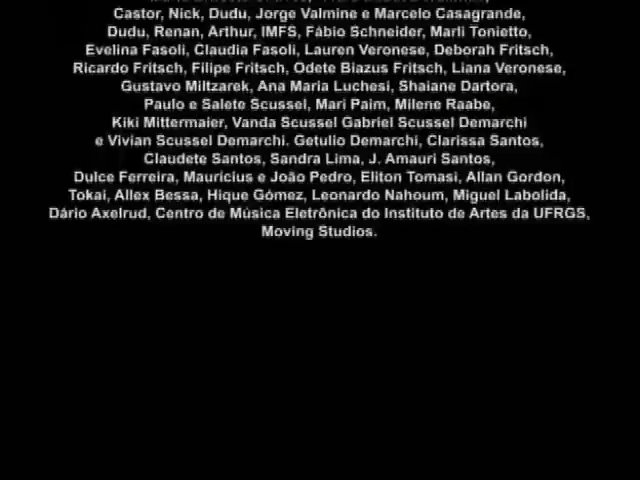 Castor, Nick, Dudu, Jorge Valmine e Marcelo Casagrande,
Dudu, Renan, Arthur, IMFS, Fábio Schneider, Marli Tonietto,
Evelina Fasoli, Claudia Fasoli, Lauren Veronese, Deborah Fritsch,
Ricardo Fritsch, Filipe Fritsch, Odete Biazus Fritsch, Liana Veronese,
Gustavo Miltzarek, Ana Maria Luchesi, Shaiane Dartora,
Paulo e Salete Scussel, Mari Paim, Milene Raabe,
Kiki Mittermaier, Vanda Scussel Gabriel Scussel Demarchi
e Vivian Scussel Demarchi. Getulio Demarchi, Clarissa Santos,
Claudete Santos, Sandra Lima, J. Amauri Santos,
Dulce Ferreira, Mauricius e João Pedro, Eliton Tomasi, Allan Gordon,
Tokai, Allex Bessa, Hique Gómez, Leonardo Nahoum, Miguel Labolida,
Dário Axelrud, Centro de Música Eletrônica do Instituto de Artes da UFRGS,
Moving Studios.